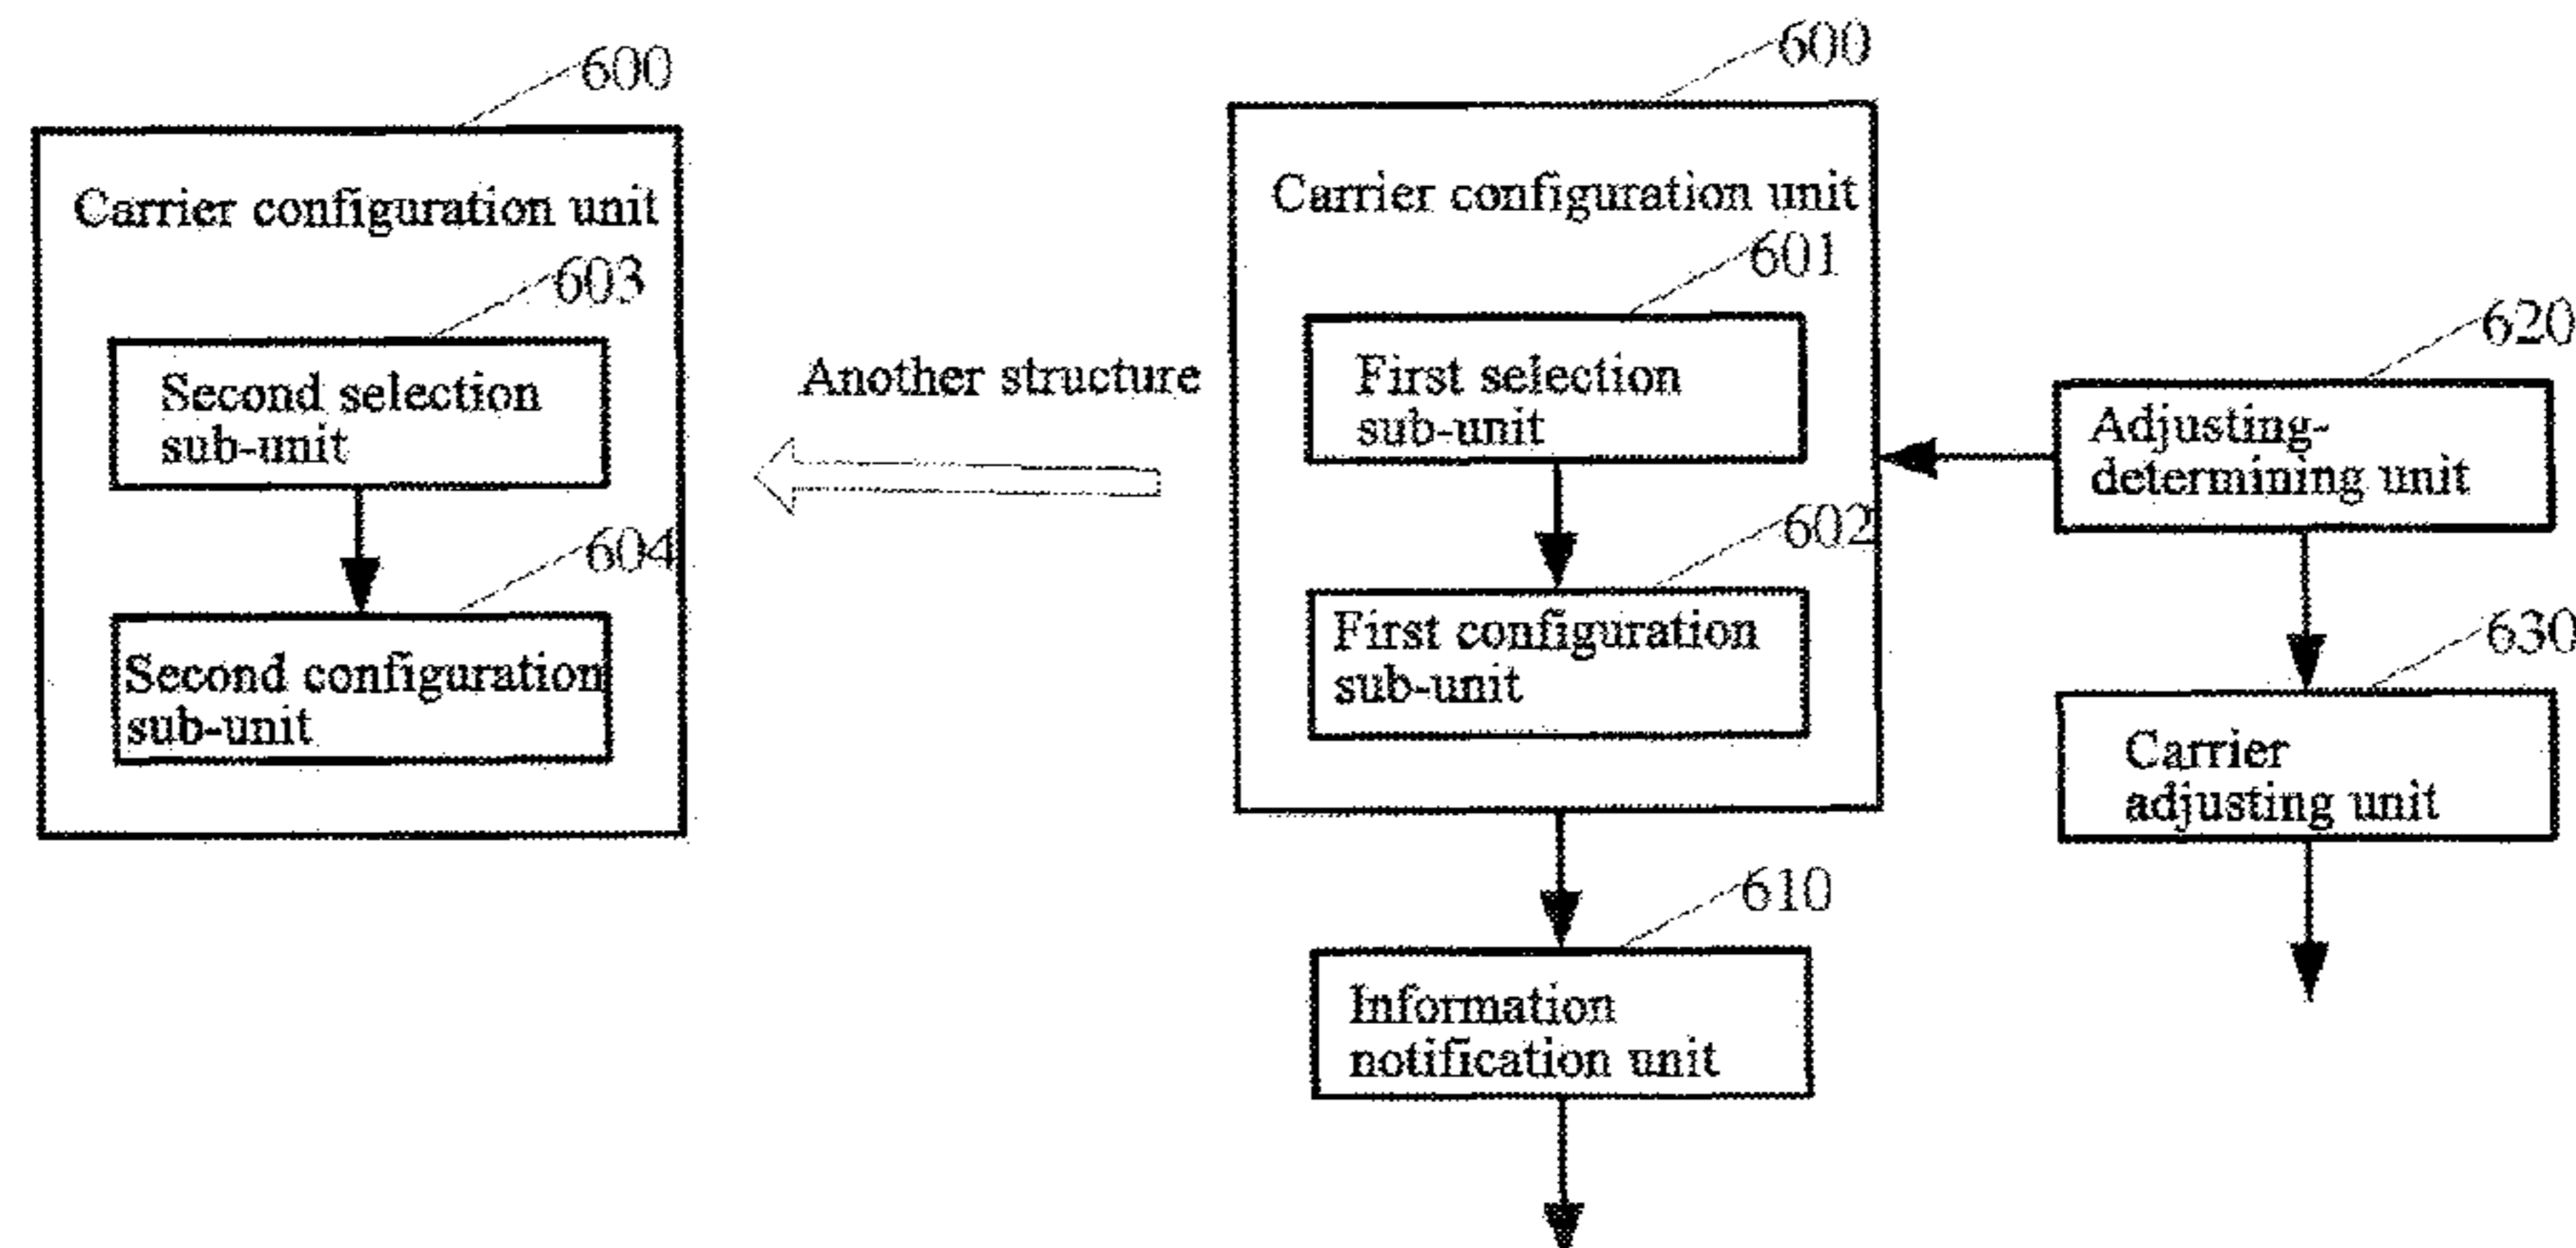 600
Carrier configuration unit
603
Second selection
sub-unit
604
Second configuration
sub-unit
Another structure
600
Carrier configuration unit
601
First selection
sub-unit
602
First configuration
sub-unit
610
Information
notification unit
620
Adjusting-
determining unit
630
Carrier
adjusting unit